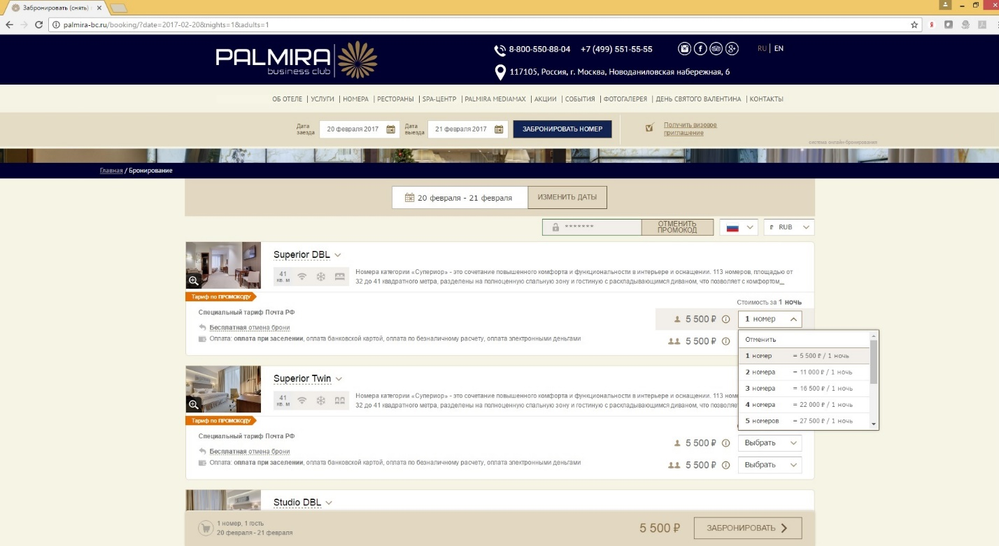 Забронировать (снять)
palmira-bc.ru/booking/?date=2017-02-20&nights=1&adults=1
PALMIRA
business club
8-800-550-88-04 +7 (499) 551-55-55
RU | EN
117105, Россия, г. Москва, Новоданиловская набережная, 6
ОБ ОТЕЛЕ | УСЛУГИ | НОМЕРА | РЕСТОРАНЫ | SPA-ЦЕНТР | PALMIRA MEDIAMAX | АКЦИИ | СОБЫТИЯ | ФОТОГАЛЕРЕЯ | ДЕНЬ СВЯТОГО ВАЛЕНТИНА | КОНТАКТЫ
Дата заезда
20 февраля 2017
Дата выезда
21 февраля 2017
ЗАБРОНИРОВАТЬ НОМЕР
Получить визовое
приглашение
система онлайн-бронирования
Главная / Бронирование
20 февраля - 21 февраля
ИЗМЕНИТЬ ДАТЫ
*******
ОТМЕНИТЬ
ПРОМОКОД
₽ RUB
Superior DBL
41
кв. м
Номера категории «Супериор» - это сочетание повышенного комфорта и функциональности в интерьере и оснащении. 113 номеров, площадью от
32 до 41 квадратного метра, разделены на полноценную спальную зону и гостиную с раскладывающимся диваном, что позволяет с комфортом...
Тариф по ПРОМОКОДУ
Стоимость за 1 ночь
Специальный тариф Почта РФ
5 500 ₽
1 номер
Бесплатная отмена брони
Оплата: оплата при заселении, оплата банковской картой, оплата по безналичному расчету, оплата электронными деньгами
5 500 ₽
Отменить
1 номер = 5 500 ₽ / 1 ночь
2 номера = 11 000 ₽ / 1 ночь
3 номера = 16 500 ₽ / 1 ночь
4 номера = 22 000 ₽ / 1 ночь
5 номеров = 27 500 ₽ / 1 ночь
Superior Twin
41
кв. м
Номера категории «Супериор» - это сочетание повышенного комфорта и функциональности в интерьере и оснащении. 113 номе
32 до 41 квадратного метра, разделены на полноценную спальную зону и гостиную с раскладывающимся диваном, что позволяет
Тариф по ПРОМОКОДУ
Специальный тариф Почта РФ
5 500 ₽
Выбрать
Бесплатная отмена брони
Оплата: оплата при заселении, оплата банковской картой, оплата по безналичному расчету, оплата электронными деньгами
5 500 ₽
Выбрать
Studio DBL
1 номер, 1 гость
20 февраля - 21 февраля
5 500 ₽
ЗАБРОНИРОВАТЬ